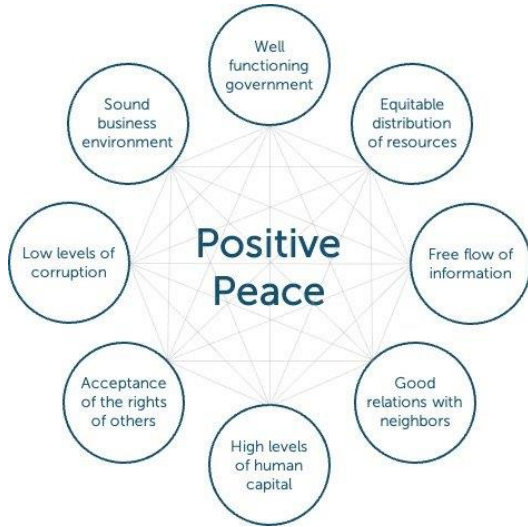 Well
functioning
government
Equitable
distribution
of resources
Free flow of
information
Good
relations with
neighbors
High levels
of human
capital
Acceptance
of the rights
of others
Low levels of
corruption
Sound
business
environment
Positive
Peace